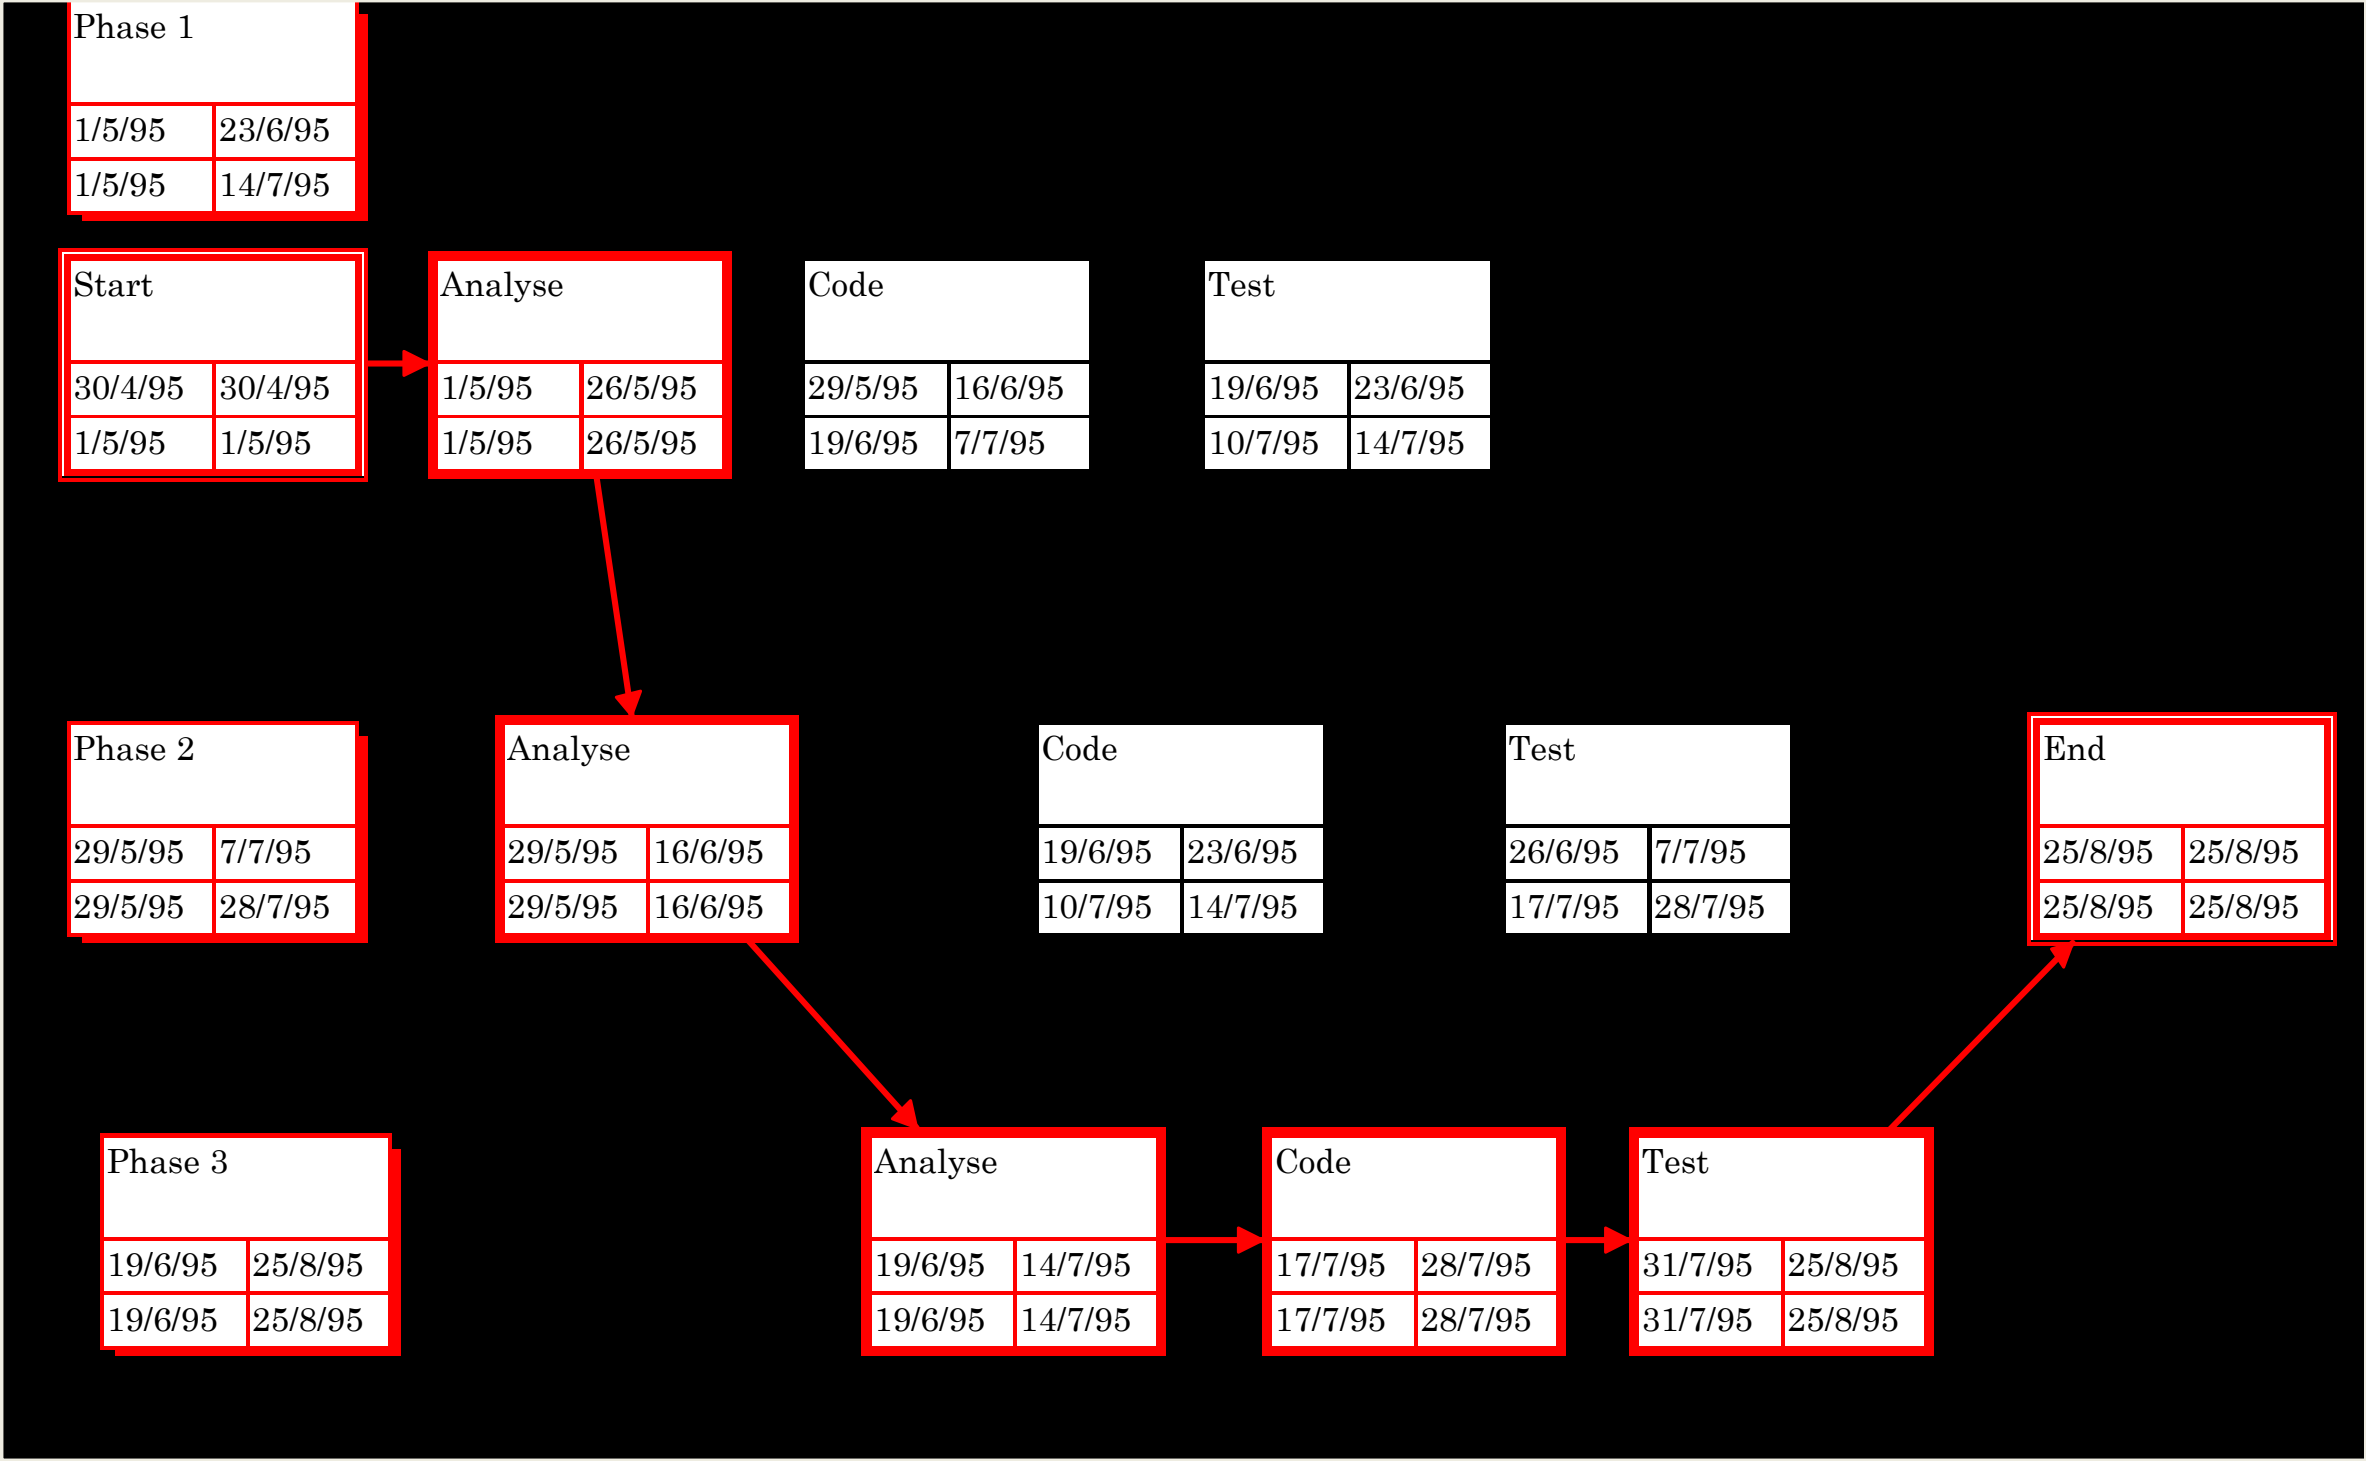 Phase 1
1/5/95 23/6/95
1/5/95 14/7/95
Start
30/4/95 30/4/95
1/5/95 1/5/95
Analyse
1/5/95 26/5/95
1/5/95 26/5/95
Code
29/5/95 16/6/95
19/6/95 7/7/95
Test
19/6/95 23/6/95
10/7/95 14/7/95
Phase 2
29/5/95 7/7/95
29/5/95 28/7/95
Analyse
29/5/95 16/6/95
29/5/95 16/6/95
Code
19/6/95 23/6/95
10/7/95 14/7/95
Test
26/6/95 7/7/95
17/7/95 28/7/95
End
25/8/95 25/8/95
25/8/95 25/8/95
Phase 3
19/6/95 25/8/95
19/6/95 25/8/95
Analyse
19/6/95 14/7/95
19/6/95 14/7/95
Code
17/7/95 28/7/95
17/7/95 28/7/95
Test
31/7/95 25/8/95
31/7/95 25/8/95